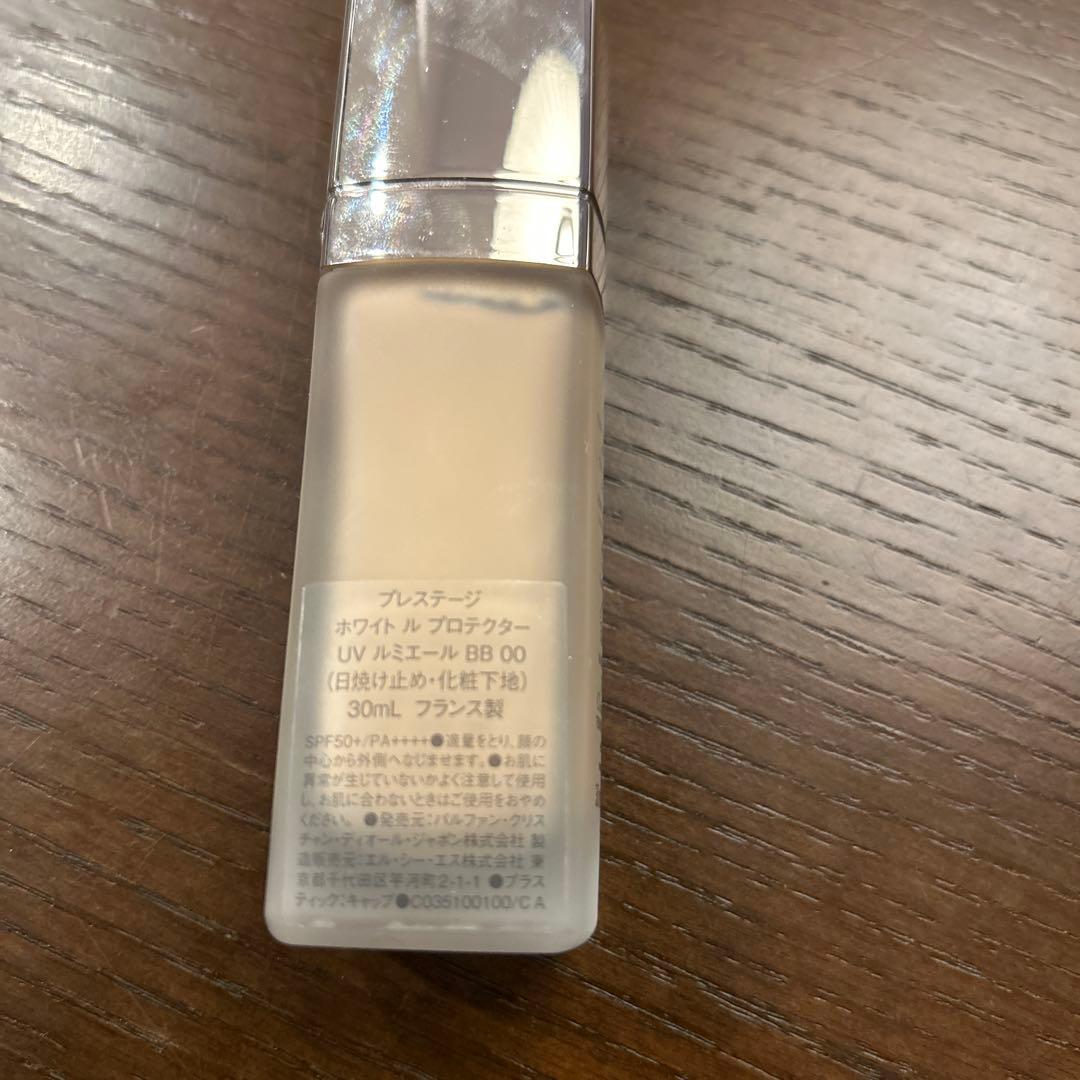 プレステージ
ホワイト ル プロテクター
UV ルミエール BB 00
(日焼け止め・化粧下地)
30mL フランス製
SPF50+/PA++++●適量をとり、顔の
中心から外側へなじませます。●お肌に
異常が生じていないかよく注意して使用
し、お肌に合わないときはご使用をおやめ
ください。 ●発売元：パルファン・クリス
チャン・ディオール・ジャポン株式会社 製
造販売元：エル・シー・エス株式会社 東
京都千代田区平河町2-1-1 ●プラス
ティック：キャップ●C035100100/C A